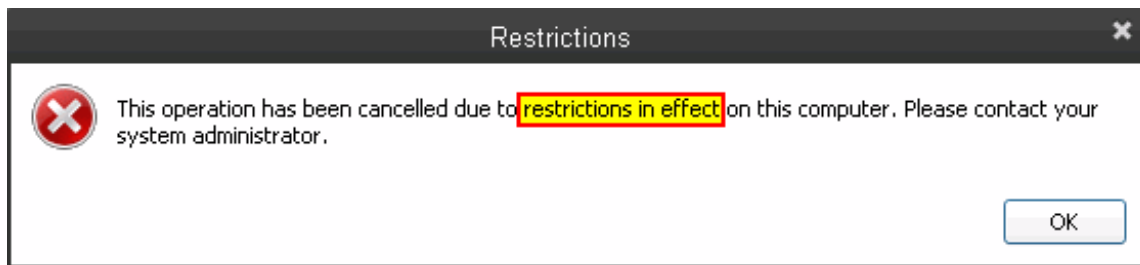 Restrictions
This operation has been cancelled due to restrictions in effect on this computer. Please contact your
system administrator.
OK